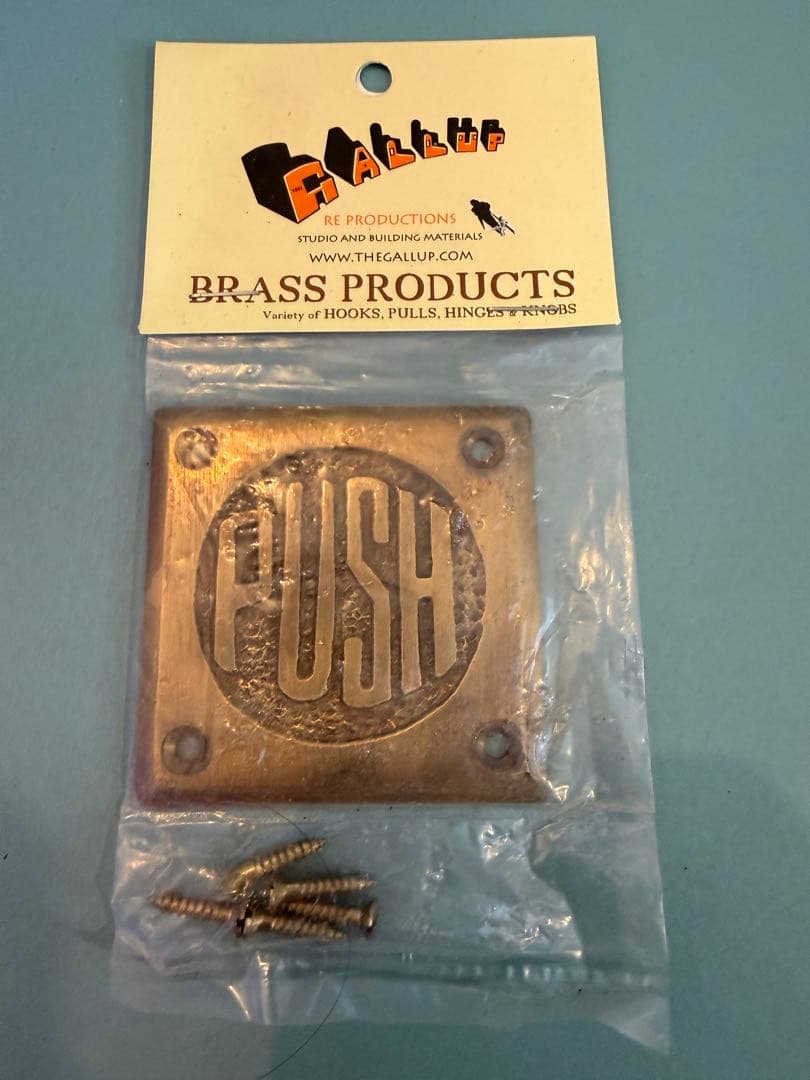 GALLUP
RE PRODUCTIONS
STUDIO AND BUILDING MATERIALS
WWW.THEGALLUP.COM
BRASS PRODUCTS
Variety of HOOKS, PULLS, HINGES & KNOBS
PUSH